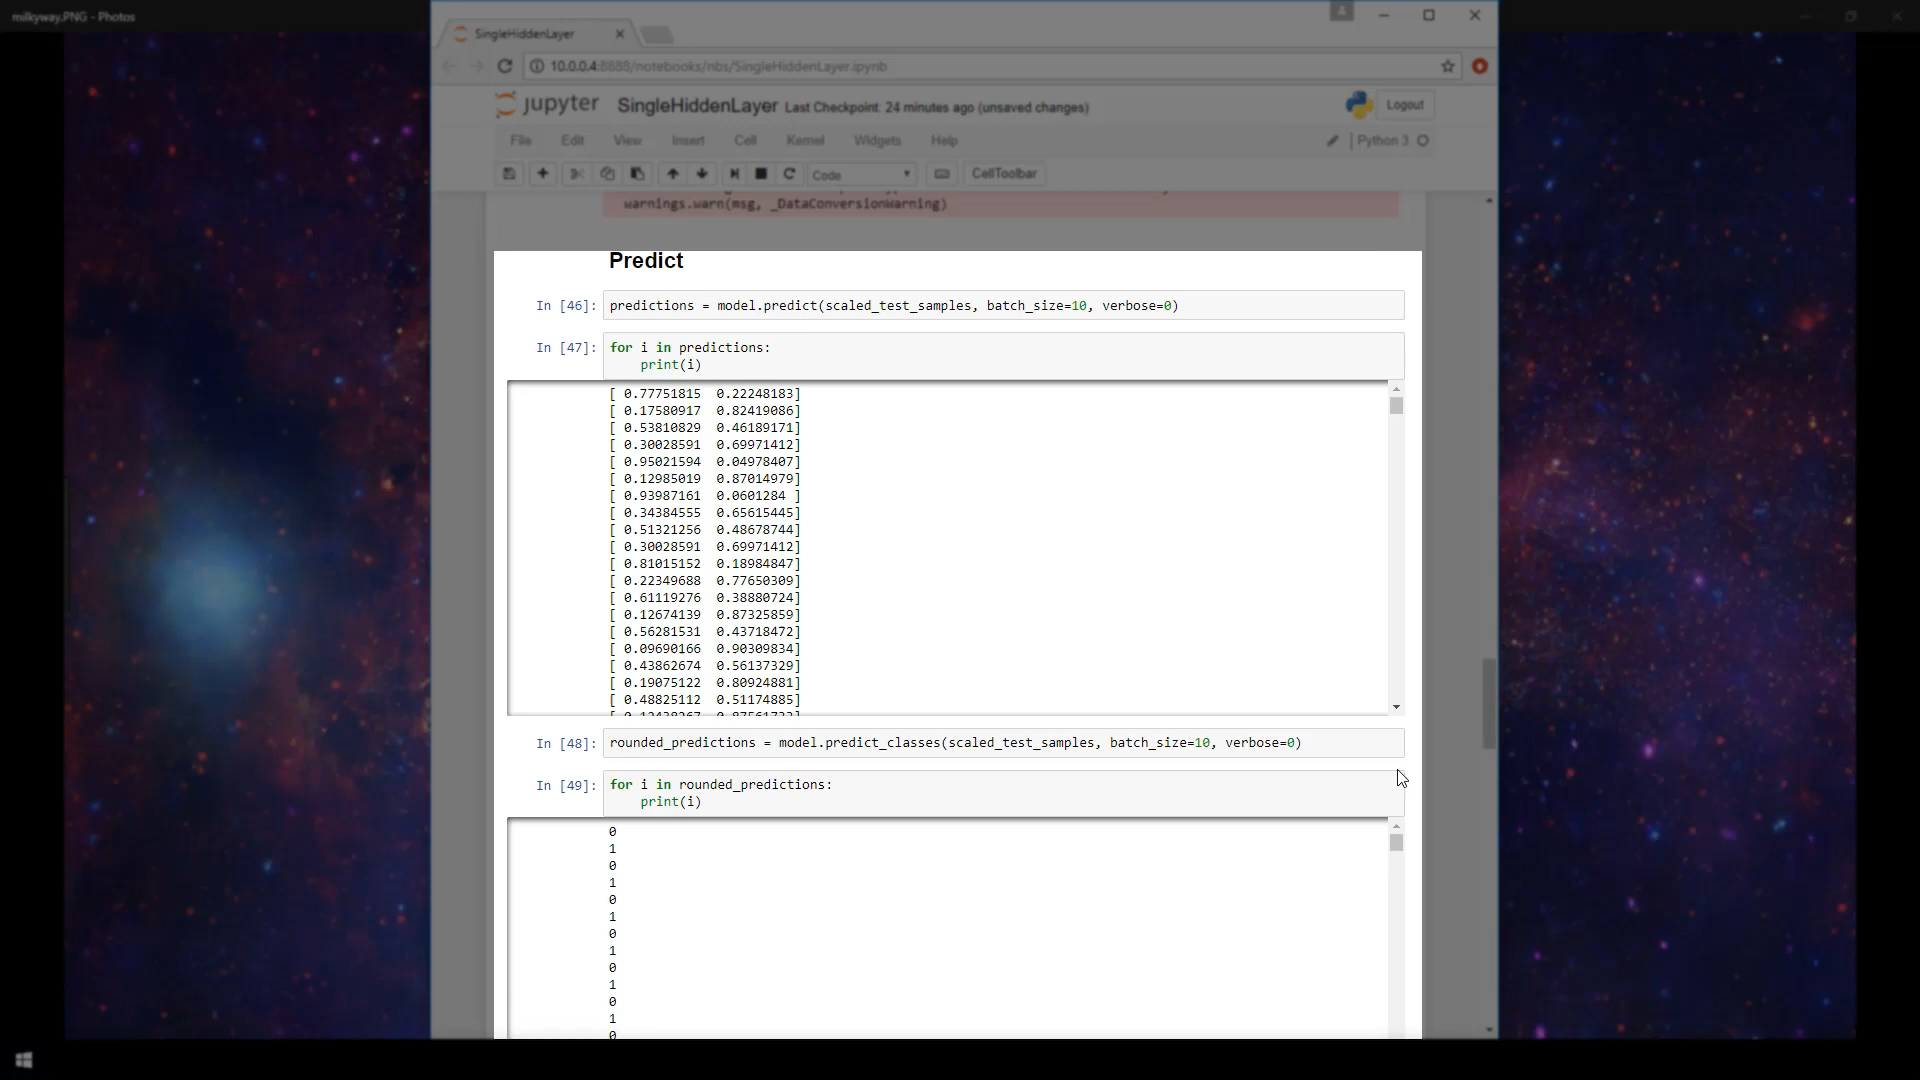 milkyway.PNG - Photos
SingleHiddenLayer
10.0.0.4:8888/notebooks/nbs/SingleHiddenLayer.ipynb
jupyter SingleHiddenLayer Last Checkpoint: 24 minutes ago (unsaved changes)
Logout
File Edit View Insert Cell Kernel Widgets Help
Python 3
Code
CellToolbar
warnings.warn(msg, _DataConversionWarning)
Predict
In [46]: predictions = model.predict(scaled_test_samples, batch_size=10, verbose=0)
In [47]: for i in predictions:
print(i)
[ 0.77751815 0.22248183]
[ 0.17580917 0.82419086]
[ 0.53810829 0.46189171]
[ 0.30028591 0.69971412]
[ 0.95021594 0.04978407]
[ 0.12985019 0.87014979]
[ 0.93987161 0.0601284 ]
[ 0.34384555 0.65615445]
[ 0.51321256 0.48678744]
[ 0.30028591 0.69971412]
[ 0.81015152 0.18984847]
[ 0.22349688 0.77650309]
[ 0.61119276 0.38880724]
[ 0.12674139 0.87325859]
[ 0.56281531 0.43718472]
[ 0.09690166 0.90309834]
[ 0.43862674 0.56137329]
[ 0.19075122 0.80924881]
[ 0.48825112 0.51174885]
In [48]: rounded_predictions = model.predict_classes(scaled_test_samples, batch_size=10, verbose=0)
In [49]: for i in rounded_predictions:
print(i)
0
1
0
1
0
1
0
1
0
1
0
1
0